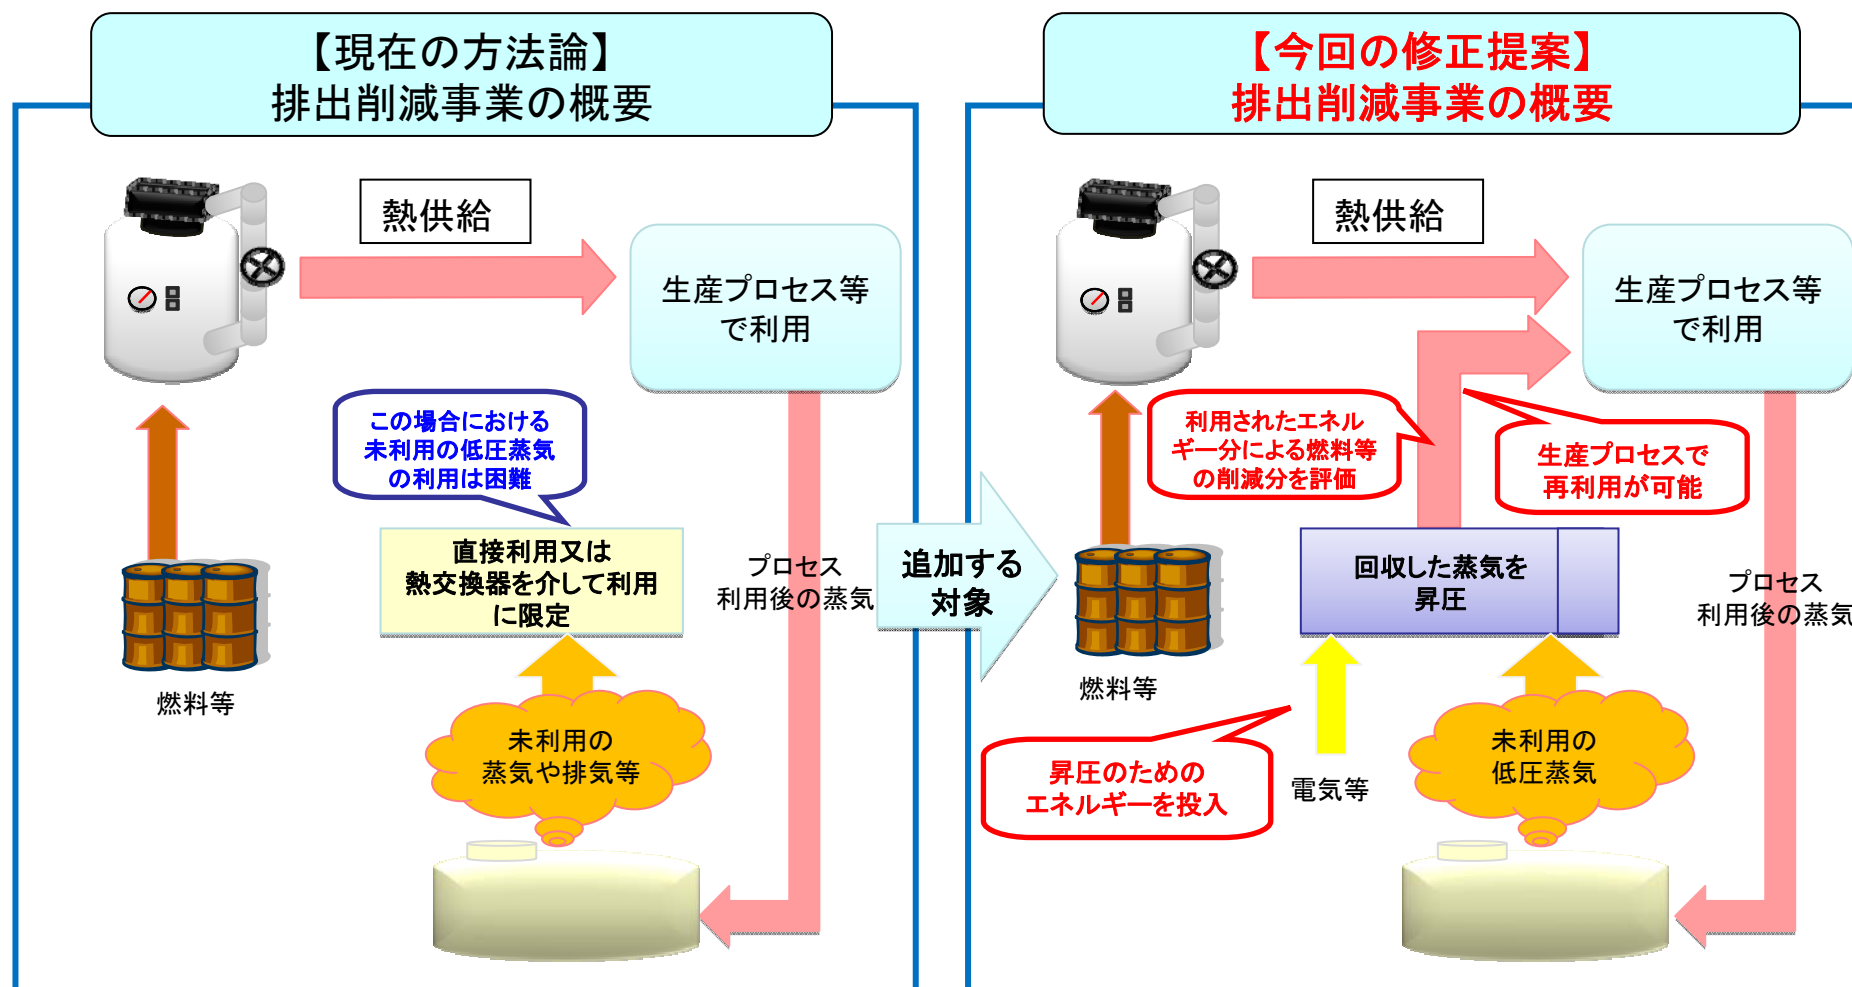 【現在の方法論】
排出削減事業の概要
熱供給
生産プロセス等
で利用
この場合における
未利用の低圧蒸気
の利用は困難
直接利用又は
熱交換器を介して利用
に限定
プロセス
利用後の蒸気
燃料等
未利用の
蒸気や排気等
追加する
対象
【今回の修正提案】
排出削減事業の概要
熱供給
生産プロセス等
で利用
利用されたエネル
ギー分による燃料等
の削減分を評価
生産プロセスで
再利用が可能
回収した蒸気を
昇圧
プロセス
利用後の蒸気
燃料等
昇圧のための
エネルギーを投入
電気等
未利用の
低圧蒸気